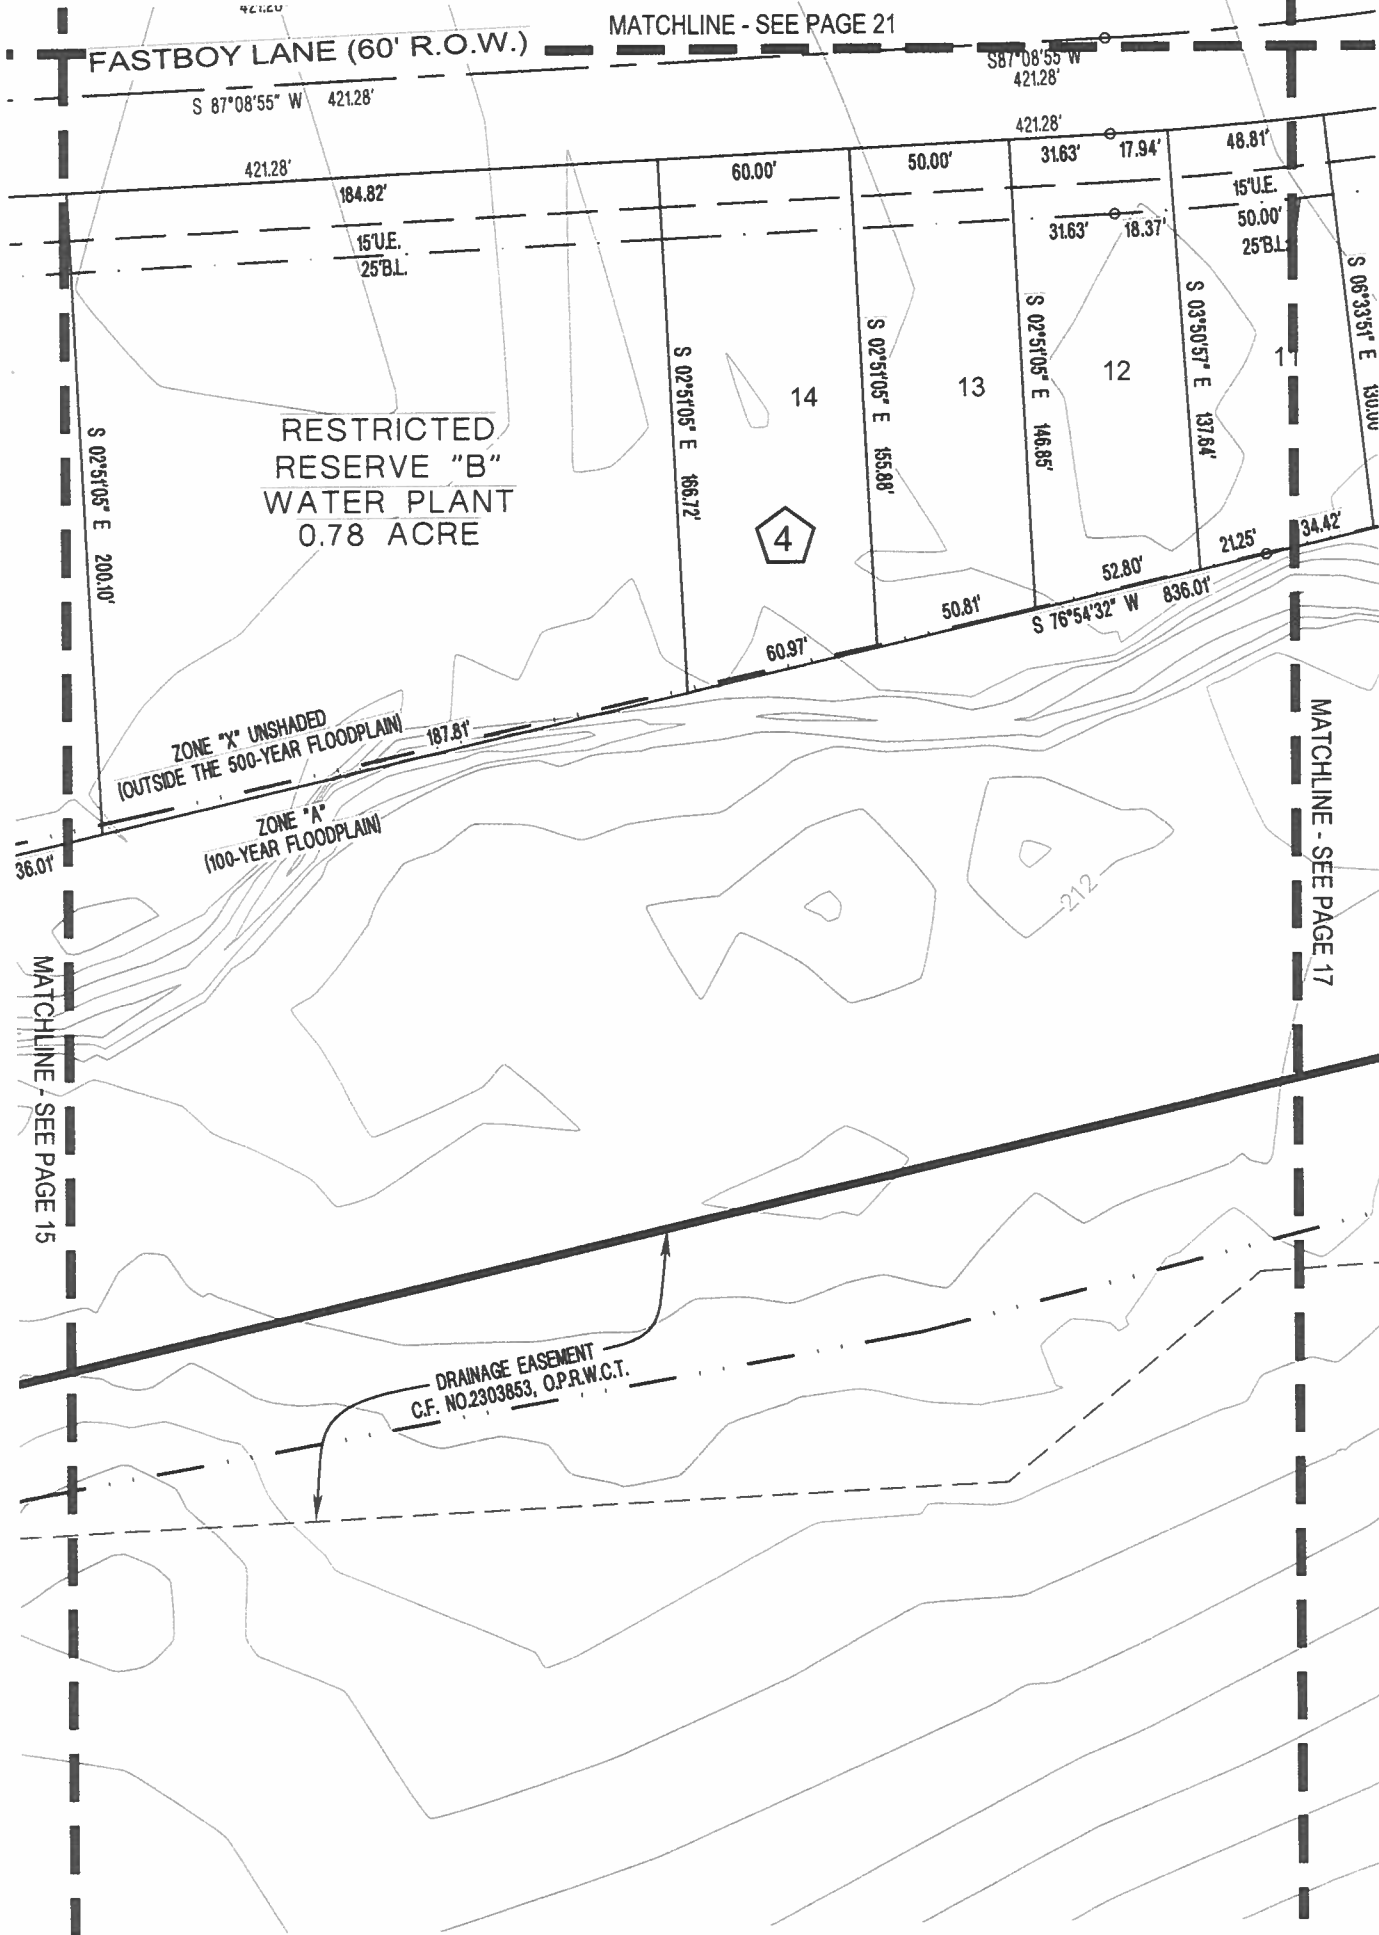 MATCHLINE - SEE PAGE 21
FASTBOY LANE (60' R.O.W.)
S 87°08'55" W 421.28'
S87°08'55" W
421.28'
421.28'
421.28'
184.82'
60.00'
50.00'
31.63'
17.94'
48.81'
15'U.E.
25'B.L.
15'U.E.
50.00'
25'B.L.
31.63'
18.37'
S 02°51'05" E 200.10'
S 02°51'05" E 166.72'
S 02°51'05" E 155.88'
S 02°51'05" E 146.85'
S 03°50'57" E 137.64'
S 06°33'51" E 130.00
RESTRICTED
RESERVE "B"
WATER PLANT
0.78 ACRE
14
13
12
11
4
187.81'
60.97'
50.81'
52.80'
21.25'
34.42'
S 76°54'32" W 836.01'
ZONE "X" UNSHADED
(OUTSIDE THE 500-YEAR FLOODPLAIN)
ZONE "A"
(100-YEAR FLOODPLAIN)
36.01'
212
MATCHLINE - SEE PAGE 15
MATCHLINE - SEE PAGE 17
DRAINAGE EASEMENT
C.F. NO.2303853, O.P.R.W.C.T.